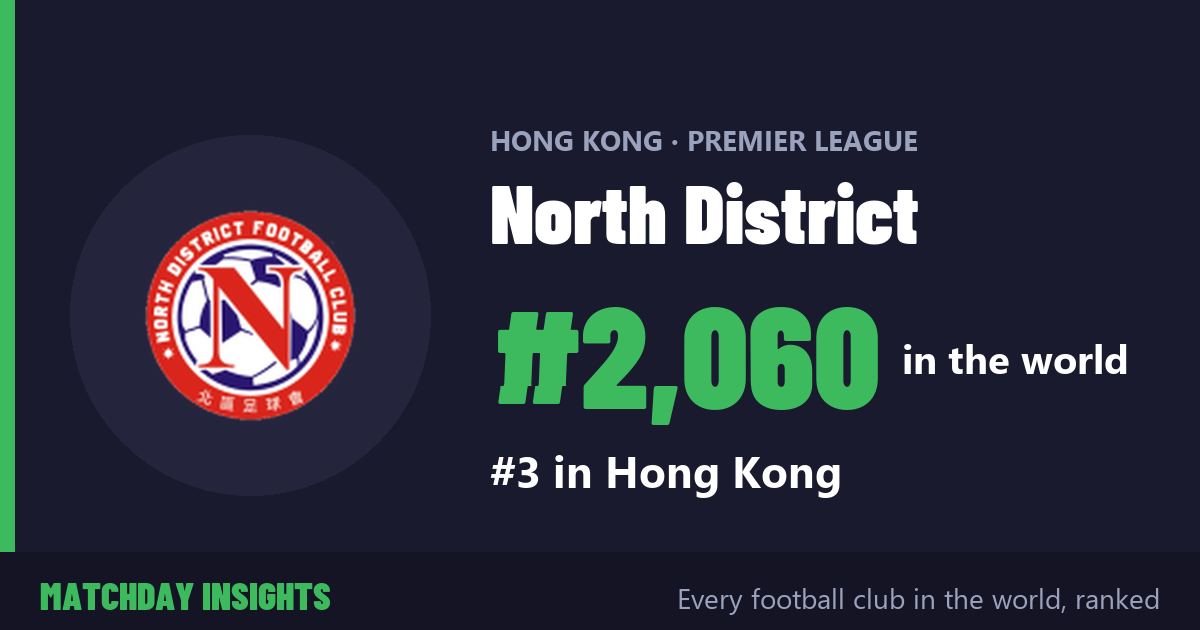 HONG KONG · PREMIER LEAGUE
North District
#2,060 in the world
#3 in Hong Kong
NORTH DISTRICT FOOTBALL CLUB
N
北區足球會
MATCHDAY INSIGHTS
Every football club in the world, ranked